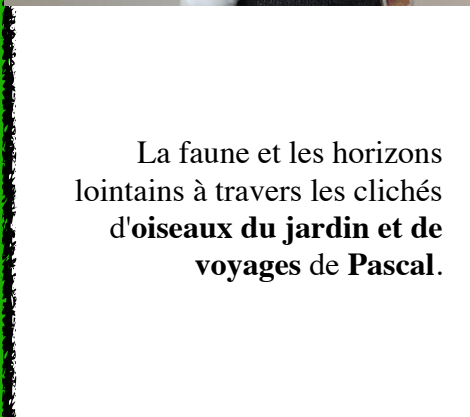 La faune et les horizons
lointains à travers les clichés
d'oiseaux du jardin et de
voyages de Pascal.